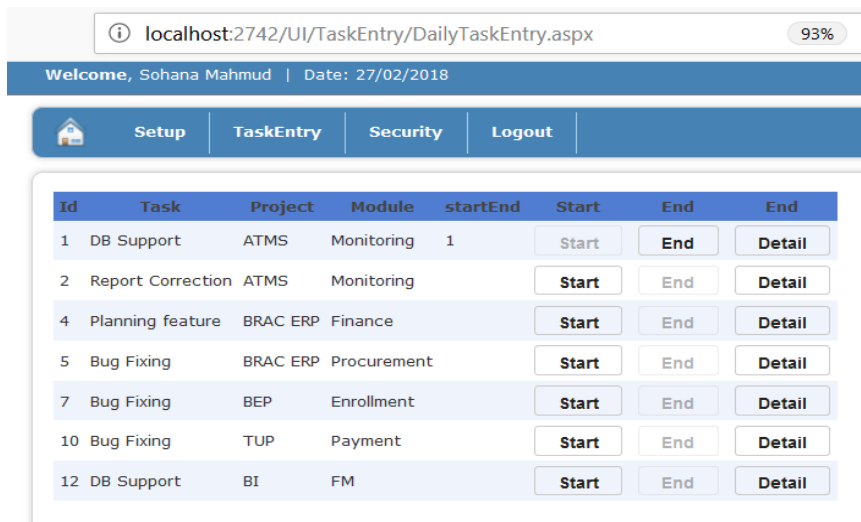 localhost:2742/UI/TaskEntry/DailyTaskEntry.aspx 93%
Welcome, Sohana Mahmud | Date: 27/02/2018
Setup TaskEntry Security Logout
Id Task Project Module startEnd Start End End
1 DB Support ATMS Monitoring 1 Start End Detail
2 Report Correction ATMS Monitoring Start End Detail
4 Planning feature BRAC ERP Finance Start End Detail
5 Bug Fixing BRAC ERP Procurement Start End Detail
7 Bug Fixing BEP Enrollment Start End Detail
10 Bug Fixing TUP Payment Start End Detail
12 DB Support BI FM Start End Detail